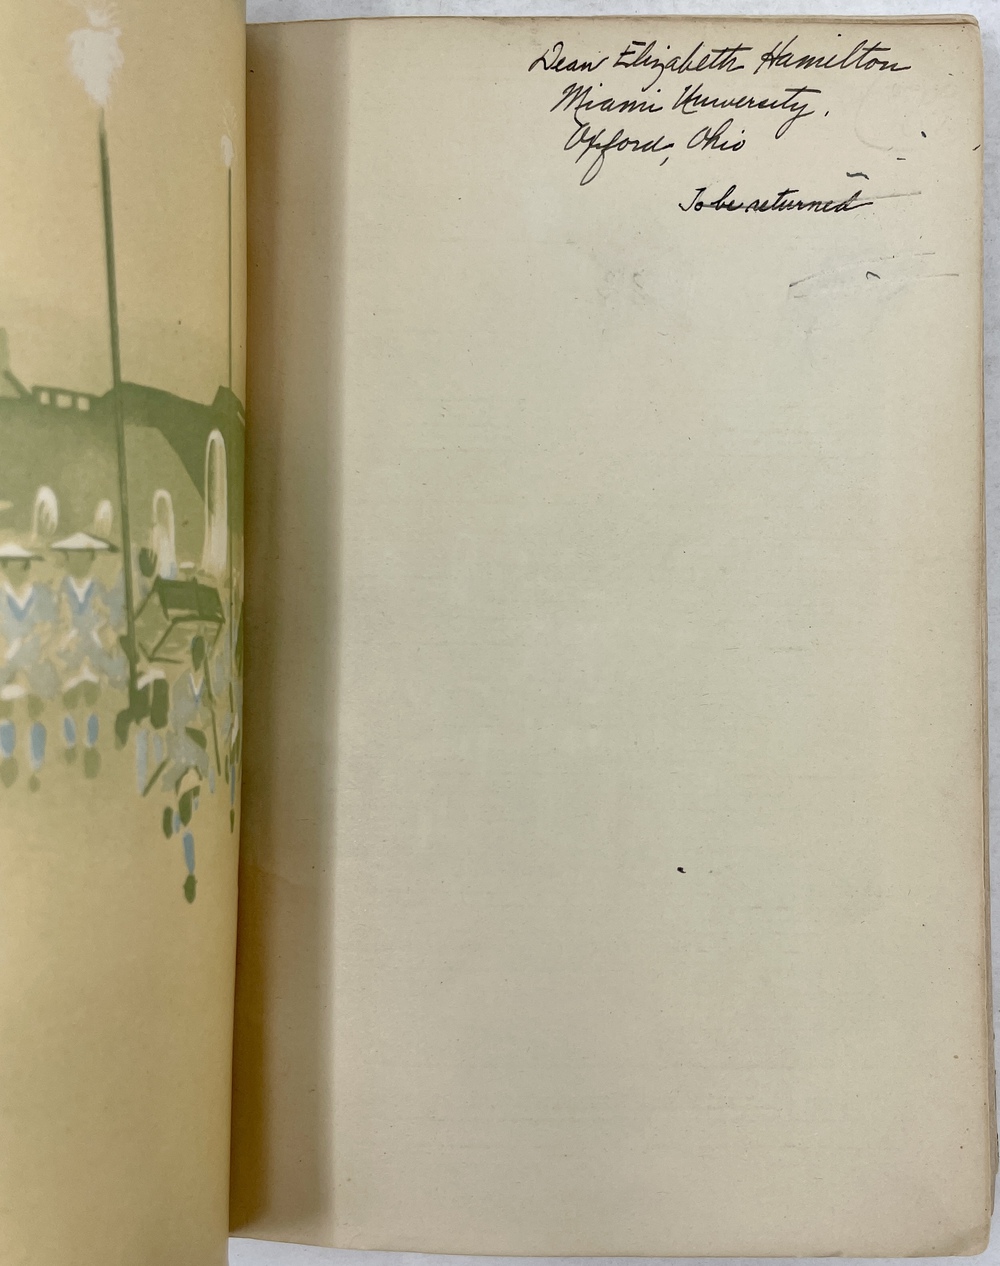 Dean Elizabeth Hamilton
Miami University,
Oxford, Ohio
To be returned